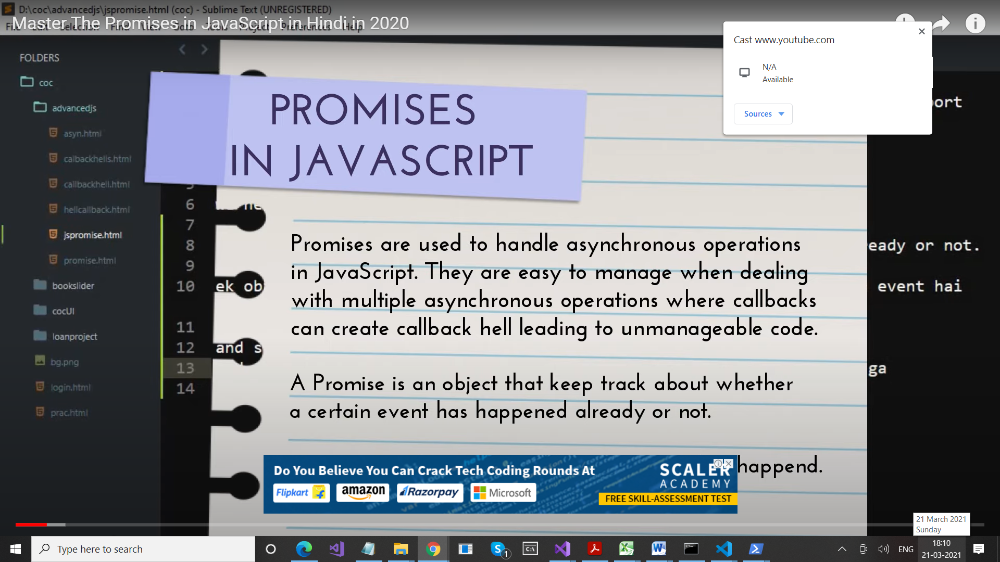 D:\coc\advancedjs\jspromise.html (coc) - Sublime Text (UNREGISTERED)
Master The Promises in JavaScript in Hindi in 2020
Cast www.youtube.com
N/A
Available
Sources
FOLDERS
coc
advancedjs
asyn.html
calbackhells.html
callbackhell.html
hellcallback.html
jspromise.html
promise.html
bookslider
cocUI
loanproject
bg.png
login.html
prac.html
PROMISES
IN JAVASCRIPT
6
7
8
9
10 ek ob
11
12 and s
13
14
ort
eady or not.
event hai
ga
Promises are used to handle asynchronous operations
in JavaScript. They are easy to manage when dealing
with multiple asynchronous operations where callbacks
can create callback hell leading to unmanageable code.
A Promise is an object that keep track about whether
a certain event has happened already or not.
happend.
Do You Believe You Can Crack Tech Coding Rounds At
Flipkart amazon Razorpay Microsoft
SCALER
ACADEMY
FREE SKILL-ASSESSMENT TEST
21 March 2021
Sunday
Type here to search
1
C:\
ENG
18:10
21-03-2021